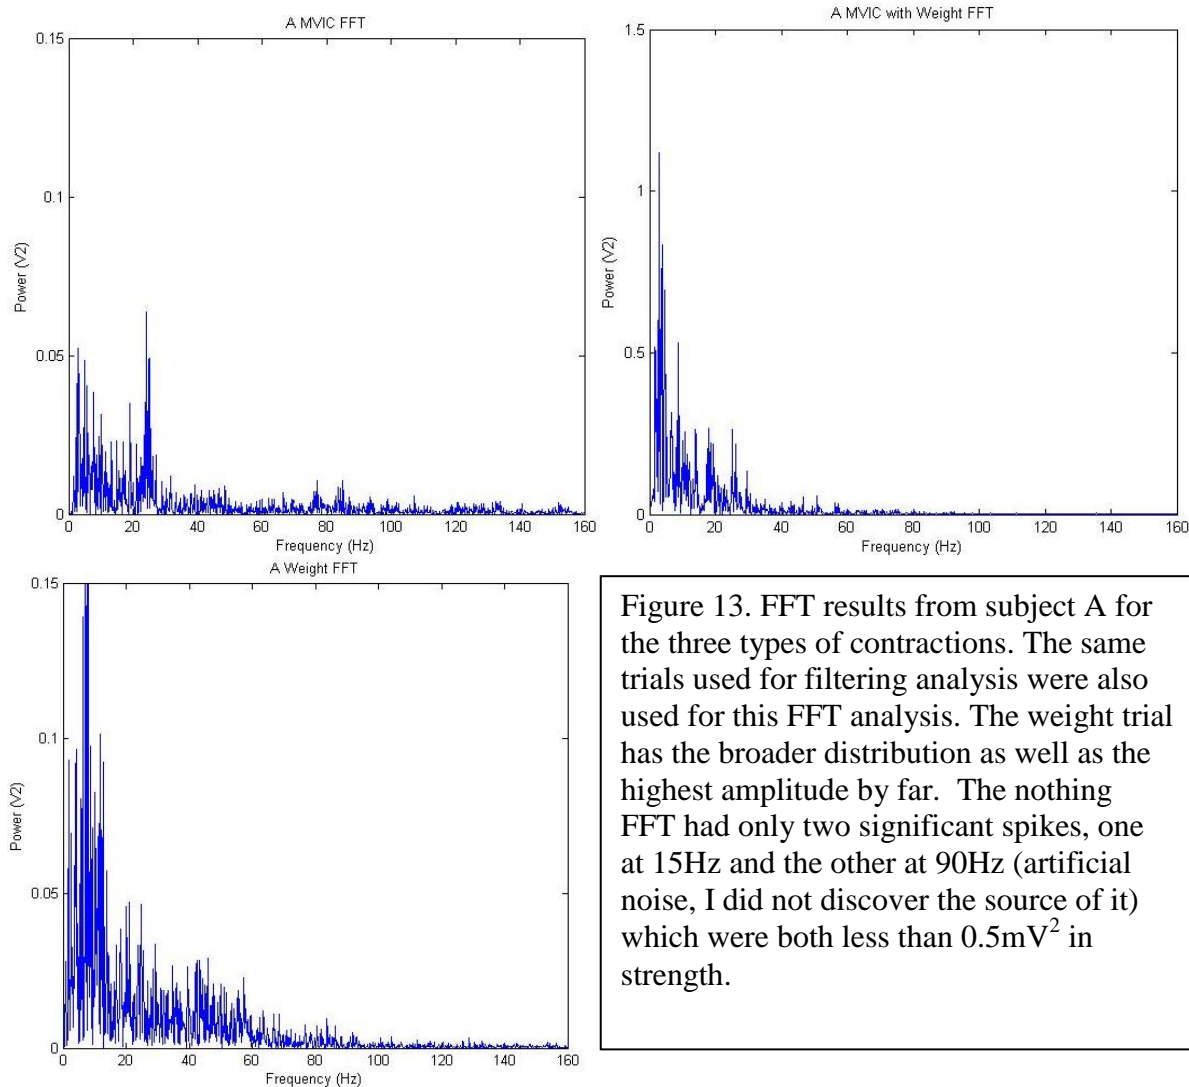 A MVIC FFT
0.15
0.1
0.05
0
Power (V2)
0 20 40 60 80 100 120 140 160
Frequency (Hz)
A MVIC with Weight FFT
1.5
1
0.5
0
Power (V2)
0 20 40 60 80 100 120 140 160
Frequency (Hz)
A Weight FFT
0.15
0.1
0.05
0
Power (V2)
0 20 40 60 80 100 120 140 160
Frequency (Hz)
Figure 13. FFT results from subject A for
the three types of contractions. The same
trials used for filtering analysis were also
used for this FFT analysis. The weight trial
has the broader distribution as well as the
highest amplitude by far.  The nothing
FFT had only two significant spikes, one
at 15Hz and the other at 90Hz (artificial
noise, I did not discover the source of it)
which were both less than 0.5mV² in
strength.